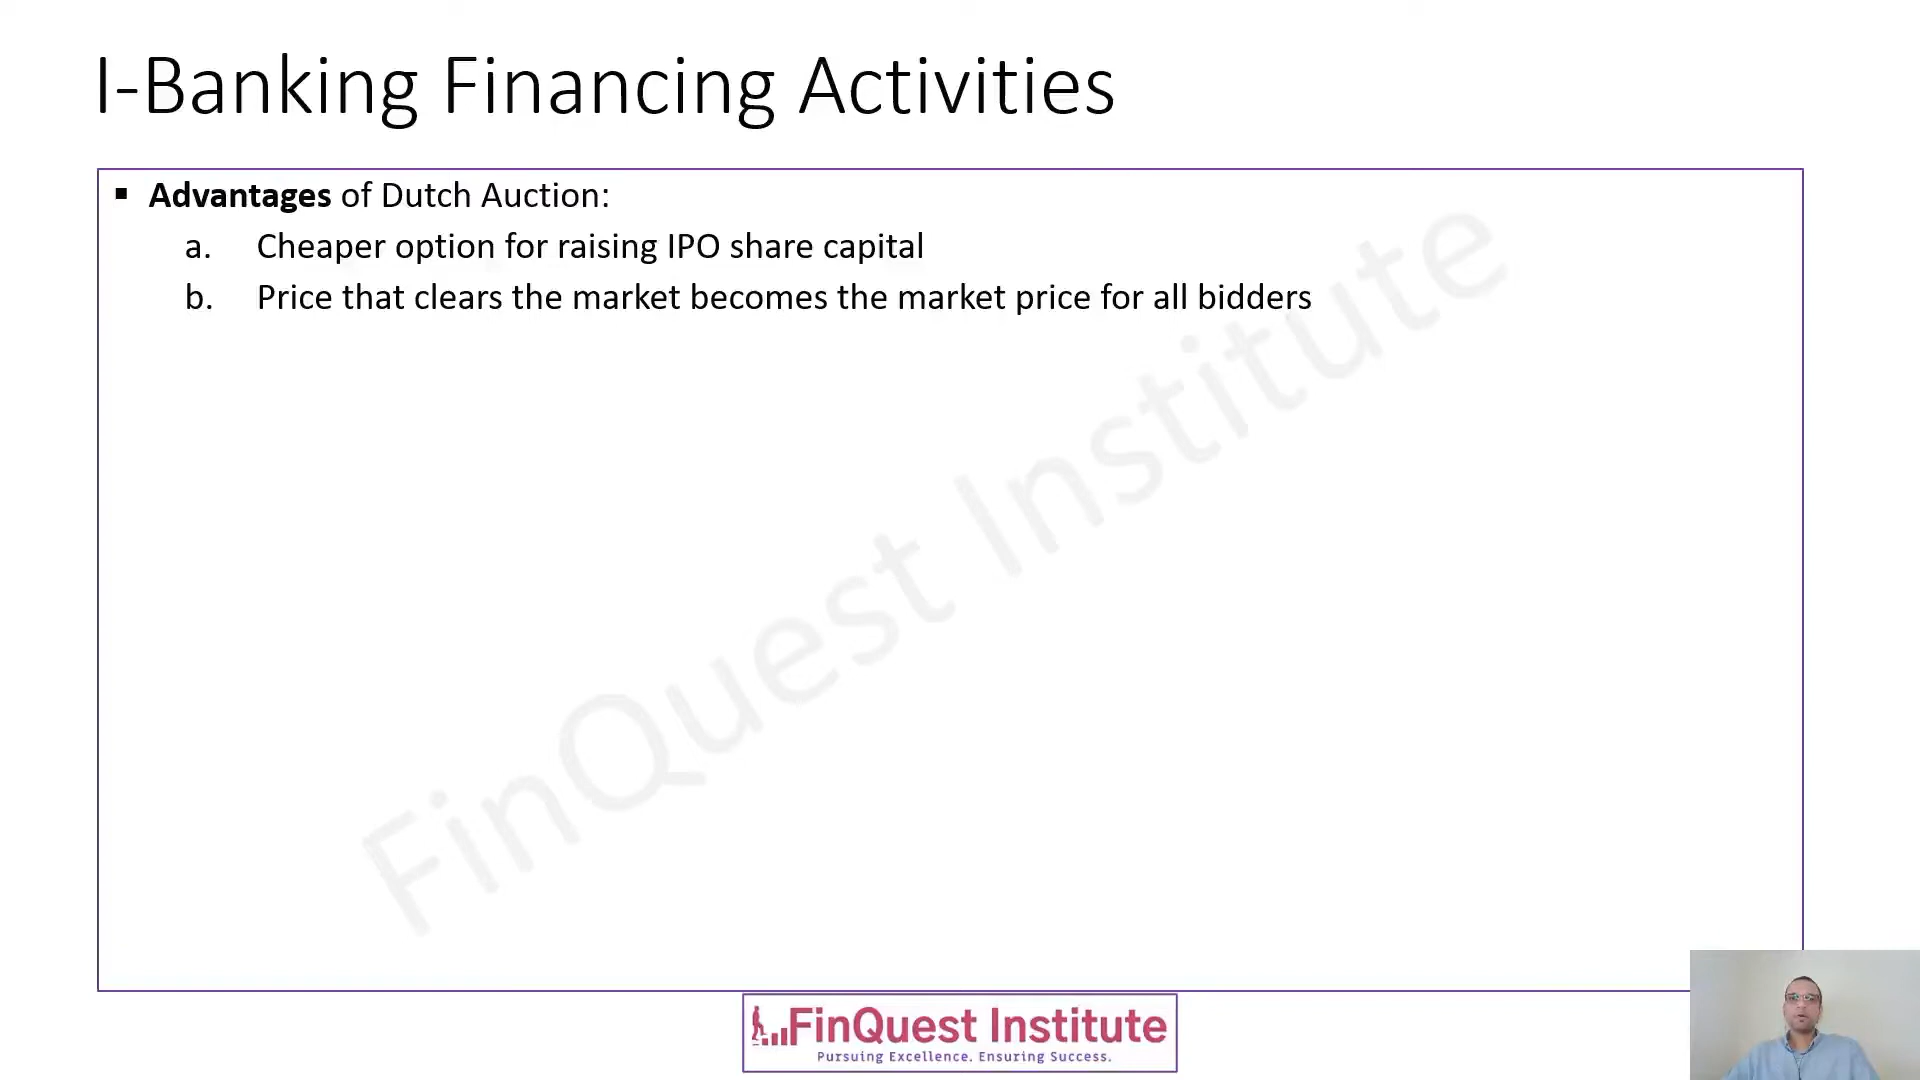 I-Banking Financing Activities
▪ Advantages of Dutch Auction:
a. Cheaper option for raising IPO share capital
b. Price that clears the market becomes the market price for all bidders
FinQuest Institute
FinQuest Institute
Pursuing Excellence. Ensuring Success.